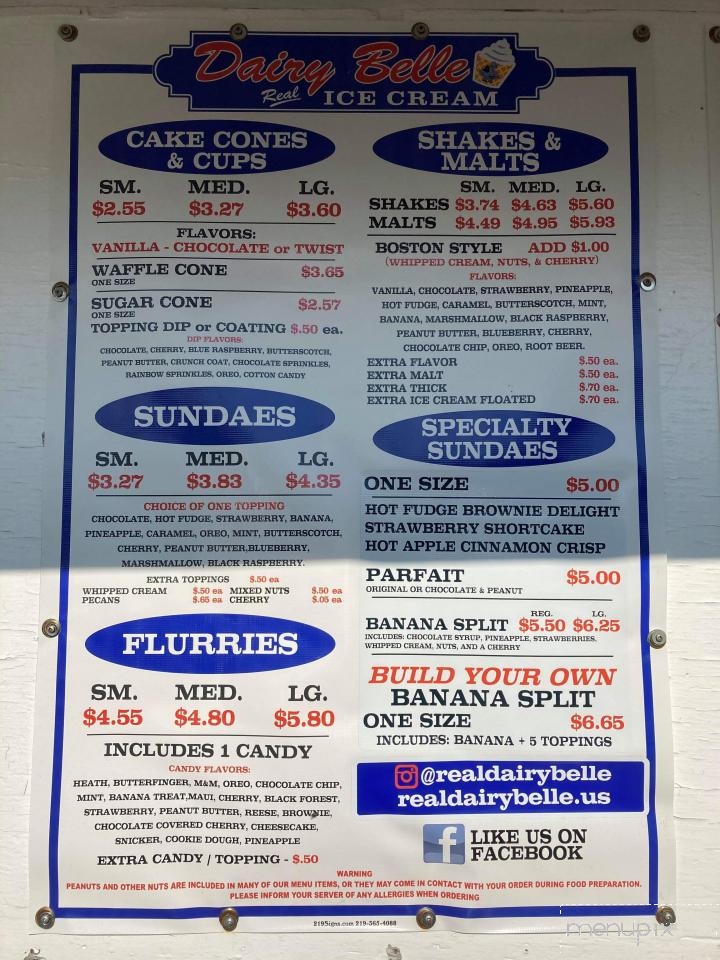 Dairy Belle
Real ICE CREAM
CAKE CONES
& CUPS
SM. MED. LG.
$2.55 $3.27 $3.60
FLAVORS:
VANILLA - CHOCOLATE or TWIST
WAFFLE CONE $3.65
ONE SIZE
SUGAR CONE $2.57
ONE SIZE
TOPPING DIP or COATING $.50 ea.
DIP FLAVORS:
CHOCOLATE, CHERRY, BLUE RASPBERRY, BUTTERSCOTCH,
PEANUT BUTTER, CRUNCH COAT, CHOCOLATE SPRINKLES,
RAINBOW SPRINKLES, OREO, COTTON CANDY
SUNDAES
SM. MED. LG.
$3.27 $3.83 $4.35
CHOICE OF ONE TOPPING
CHOCOLATE, HOT FUDGE, STRAWBERRY, BANANA,
PINEAPPLE, CARAMEL, OREO, MINT, BUTTERSCOTCH,
CHERRY, PEANUT BUTTER,BLUEBERRY,
MARSHMALLOW, BLACK RASPBERRY.
EXTRA TOPPINGS $.50 ea
WHIPPED CREAM $.50 ea MIXED NUTS $.50 ea
PECANS $.65 ea CHERRY $.05 ea
FLURRIES
SM. MED. LG.
$4.55 $4.80 $5.80
INCLUDES 1 CANDY
CANDY FLAVORS:
HEATH, BUTTERFINGER, M&M, OREO, CHOCOLATE CHIP,
MINT, BANANA TREAT,MAUI, CHERRY, BLACK FOREST,
STRAWBERRY, PEANUT BUTTER, REESE, BROWNIE,
CHOCOLATE COVERED CHERRY, CHEESECAKE,
SNICKER, COOKIE DOUGH, PINEAPPLE
EXTRA CANDY / TOPPING - $.50
SHAKES &
MALTS
SM. MED. LG.
SHAKES $3.74 $4.63 $5.60
MALTS $4.49 $4.95 $5.93
BOSTON STYLE ADD $1.00
(WHIPPED CREAM, NUTS, & CHERRY)
FLAVORS:
VANILLA, CHOCOLATE, STRAWBERRY, PINEAPPLE,
HOT FUDGE, CARAMEL, BUTTERSCOTCH, MINT,
BANANA, MARSHMALLOW, BLACK RASPBERRY,
PEANUT BUTTER, BLUEBERRY, CHERRY,
CHOCOLATE CHIP, OREO, ROOT BEER.
EXTRA FLAVOR $.50 ea.
EXTRA MALT $.50 ea.
EXTRA THICK $.70 ea.
EXTRA ICE CREAM FLOATED $.70 ea.
SPECIALTY
SUNDAES
ONE SIZE $5.00
HOT FUDGE BROWNIE DELIGHT
STRAWBERRY SHORTCAKE
HOT APPLE CINNAMON CRISP
PARFAIT $5.00
ORIGINAL OR CHOCOLATE & PEANUT
REG. LG.
BANANA SPLIT $5.50 $6.25
INCLUDES: CHOCOLATE SYRUP, PINEAPPLE, STRAWBERRIES,
WHIPPED CREAM, NUTS, AND A CHERRY
BUILD YOUR OWN
BANANA SPLIT
ONE SIZE $6.65
INCLUDES: BANANA + 5 TOPPINGS
@realdairybelle
realdairybelle.us
f LIKE US ON
FACEBOOK
WARNING
PEANUTS AND OTHER NUTS ARE INCLUDED IN MANY OF OUR MENU ITEMS, OR THEY MAY COME IN CONTACT WITH YOUR ORDER DURING FOOD PREPARATION.
PLEASE INFORM YOUR SERVER OF ANY ALLERGIES WHEN ORDERING
219Signs.com 219-365-4088
menupix